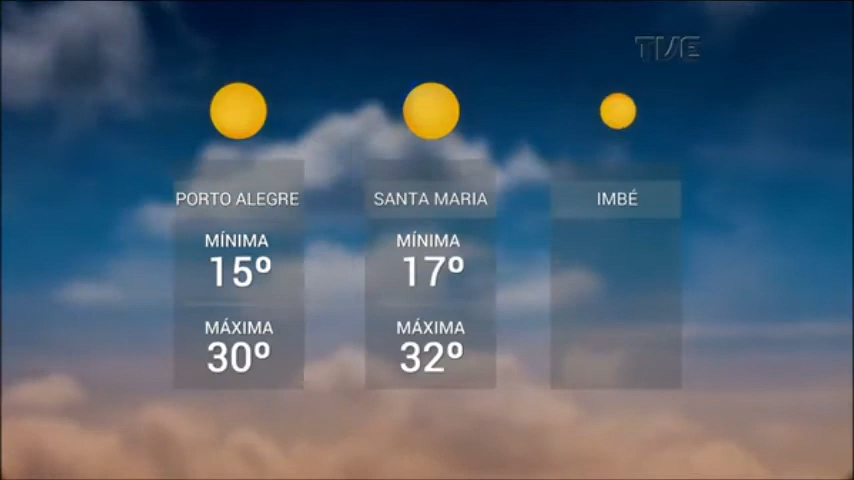 TVE
PORTO ALEGRE
MÍNIMA
15º
MÁXIMA
30º
SANTA MARIA
MÍNIMA
17º
MÁXIMA
32º
IMBÉ